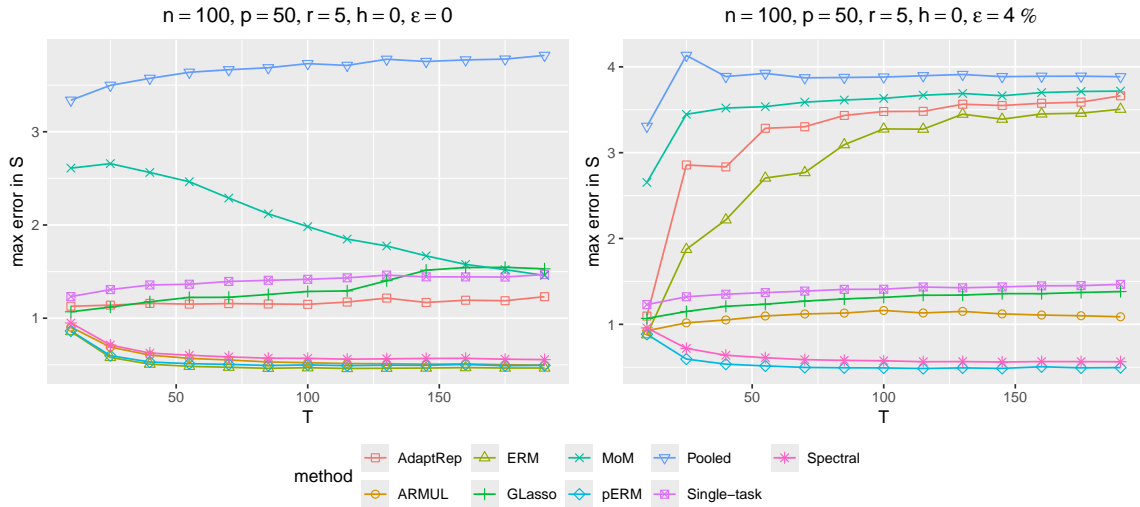 n = 100, p = 50, r = 5, h = 0, ε = 0
max error in S
3
2
1
50
100
150
T
n = 100, p = 50, r = 5, h = 0, ε = 4 %
max error in S
4
3
2
1
50
100
150
T
method
AdaptRep
ERM
MoM
Pooled
Spectral
ARMUL
GLasso
pERM
Single−task